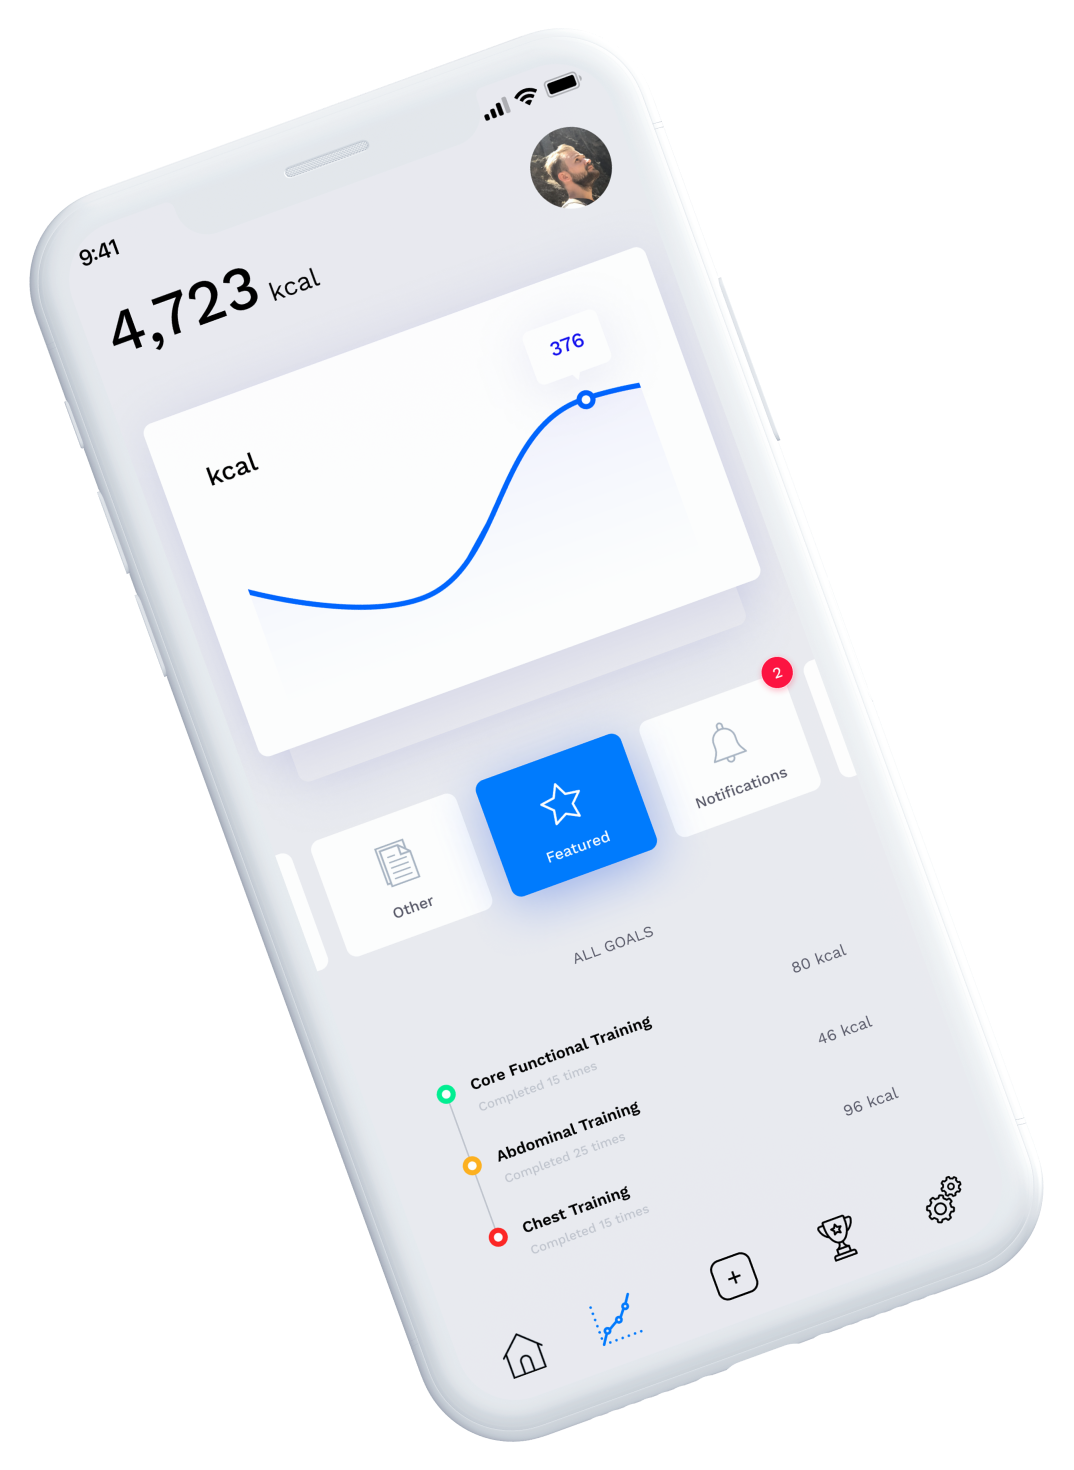 9:41
4,723 kcal
kcal
376
2
Other
Featured
Notifications
ALL GOALS
Core Functional Training
80 kcal
Completed 15 times
Abdominal Training
46 kcal
Completed 25 times
Chest Training
96 kcal
Completed 15 times